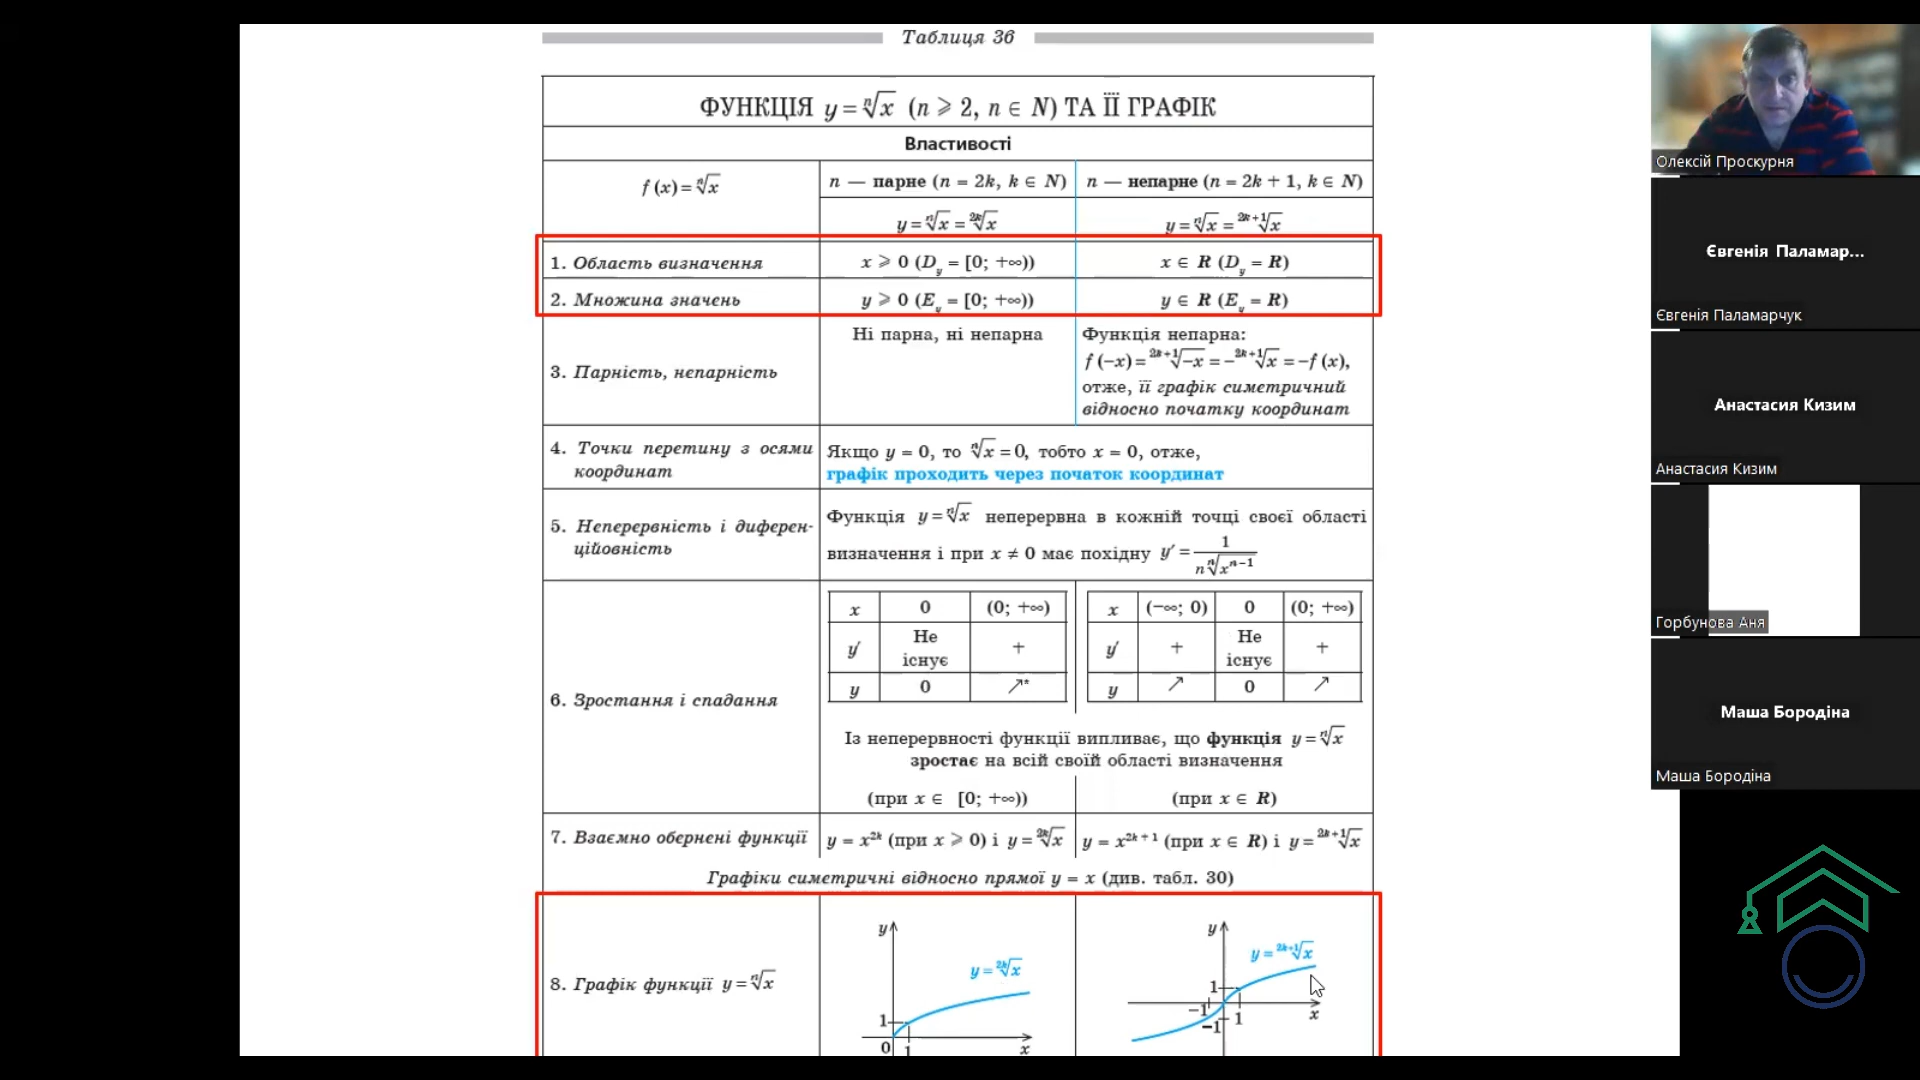 Таблиця 36
ФУНКЦІЯ y = ⁿ√x (n ⩾ 2, n ∈ N) ТА ЇЇ ГРАФІК
Властивості
f (x) = ⁿ√x
n — парне (n = 2k, k ∈ N)
n — непарне (n = 2k + 1, k ∈ N)
y = ⁿ√x = ²ᵏ√x
y = ⁿ√x = ²ᵏ⁺¹√x
1. Область визначення
x ⩾ 0 (D_y = [0; +∞))
x ∈ R (D_y = R)
2. Множина значень
y ⩾ 0 (E_y = [0; +∞))
y ∈ R (E_y = R)
3. Парність, непарність
Ні парна, ні непарна
Функція непарна:
f (−x) = ²ᵏ⁺¹√−x = −²ᵏ⁺¹√x = −f (x),
отже, її графік симетричний
відносно початку координат
4. Точки перетину з осями
координат
Якщо y = 0, то ⁿ√x = 0, тобто x = 0, отже,
графік проходить через початок координат
5. Неперервність і диферен-
ційовність
Функція y = ⁿ√x неперервна в кожній точці своєї області
визначення і при x ≠ 0 має похідну y′ = 1 / (n ⁿ√xⁿ⁻¹)
6. Зростання і спадання
x 0 (0; +∞)
y′ Не існує +
y 0 ↗*
x (−∞; 0) 0 (0; +∞)
y′ + Не існує +
y ↗ 0 ↗
Із неперервності функції випливає, що функція y = ⁿ√x
зростає на всій своїй області визначення
(при x ∈ [0; +∞))
(при x ∈ R)
7. Взаємно обернені функції
y = x²ᵏ (при x ⩾ 0) і y = ²ᵏ√x
y = x²ᵏ⁺¹ (при x ∈ R) і y = ²ᵏ⁺¹√x
Графіки симетричні відносно прямої y = x (див. табл. 30)
8. Графік функції y = ⁿ√x
y
y = ²ᵏ√x
1
0
1
x
y
y = ²ᵏ⁺¹√x
1
−1
−1
1
x
Олексій Проскурня
Євгенія Паламар...
Євгенія Паламарчук
Анастасия Кизим
Анастасия Кизим
Горбунова Аня
Маша Бородіна
Маша Бородіна